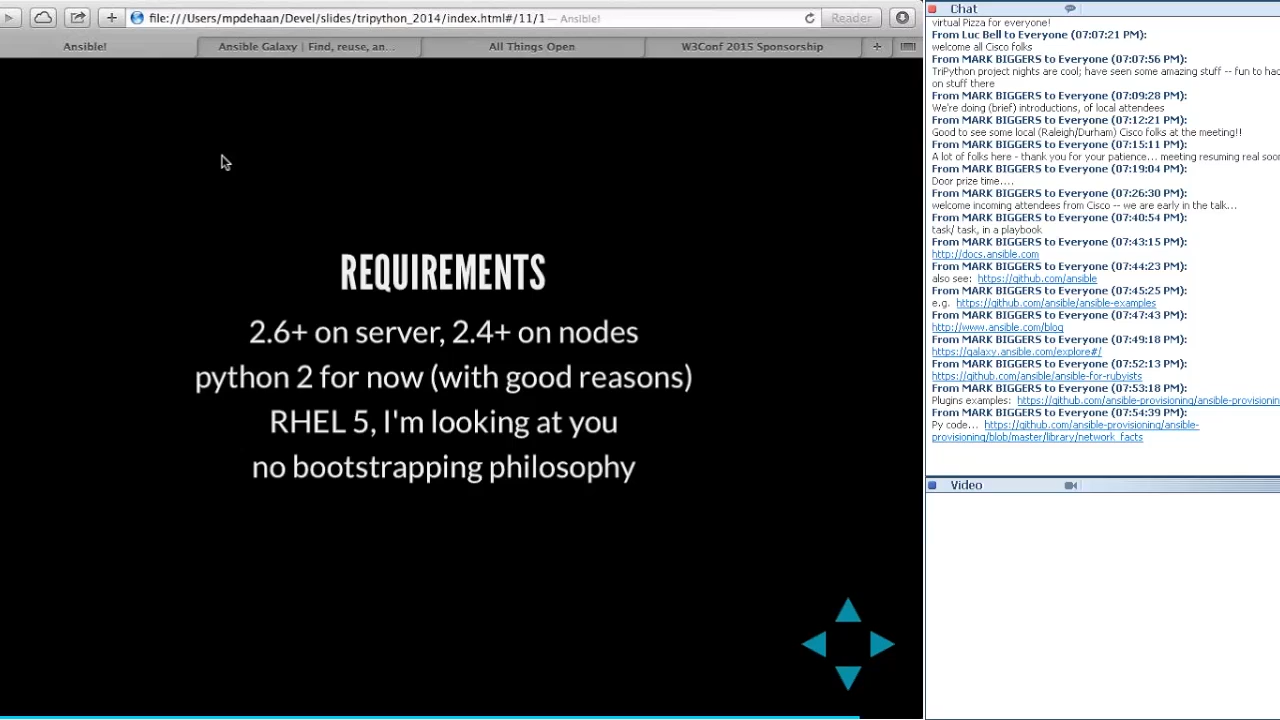 file:///Users/mpdehaan/Devel/slides/tripython_2014/index.html#/11/1 — Ansible!
Reader
Ansible!
Ansible Galaxy | Find, reuse, an...
All Things Open
W3Conf 2015 Sponsorship
REQUIREMENTS
2.6+ on server, 2.4+ on nodes
python 2 for now (with good reasons)
RHEL 5, I'm looking at you
no bootstrapping philosophy
Chat
virtual Pizza for everyone!
From Luc Bell to Everyone (07:07:21 PM):
welcome all Cisco folks
From MARK BIGGERS to Everyone (07:07:56 PM):
TriPython project nights are cool; have seen some amazing stuff -- fun to hac
on stuff there
From MARK BIGGERS to Everyone (07:09:28 PM):
We're doing (brief) introductions, of local attendees
From MARK BIGGERS to Everyone (07:12:21 PM):
Good to see some local (Raleigh/Durham) Cisco folks at the meeting!!
From MARK BIGGERS to Everyone (07:15:11 PM):
A lot of folks here - thank you for your patience... meeting resuming real soon
From MARK BIGGERS to Everyone (07:19:04 PM):
Door prize time....
From MARK BIGGERS to Everyone (07:26:30 PM):
welcome incoming attendees from Cisco -- we are early in the talk...
From MARK BIGGERS to Everyone (07:40:54 PM):
task/ task, in a playbook
From MARK BIGGERS to Everyone (07:43:15 PM):
http://docs.ansible.com
From MARK BIGGERS to Everyone (07:44:23 PM):
also see: https://github.com/ansible
From MARK BIGGERS to Everyone (07:45:25 PM):
e.g. https://github.com/ansible/ansible-examples
From MARK BIGGERS to Everyone (07:47:43 PM):
http://www.ansible.com/blog
From MARK BIGGERS to Everyone (07:49:18 PM):
https://galaxy.ansible.com/explore#/
From MARK BIGGERS to Everyone (07:52:13 PM):
https://github.com/ansible/ansible-for-rubyists
From MARK BIGGERS to Everyone (07:53:18 PM):
Plugins examples: https://github.com/ansible-provisioning/ansible-provisionin
From MARK BIGGERS to Everyone (07:54:39 PM):
Py code... https://github.com/ansible-provisioning/ansible-
provisioning/blob/master/library/network_facts
Video